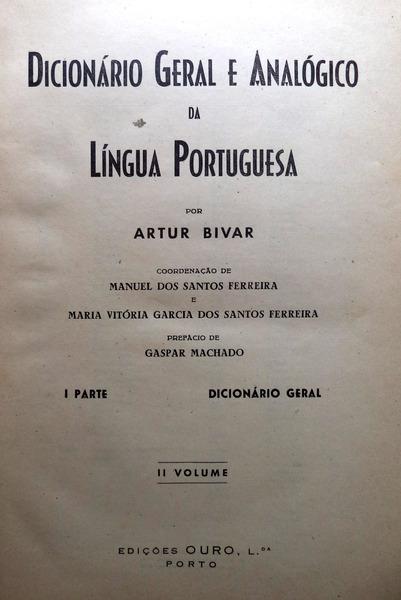 DICIONÁRIO GERAL E ANALÓGICO
DA
LÍNGUA PORTUGUESA
POR
ARTUR BIVAR
COORDENAÇÃO DE
MANUEL DOS SANTOS FERREIRA
E
MARIA VITÓRIA GARCIA DOS SANTOS FERREIRA
PREFÁCIO DE
GASPAR MACHADO
I PARTE DICIONÁRIO GERAL
II VOLUME
EDIÇÕES OURO, L.DA
PORTO